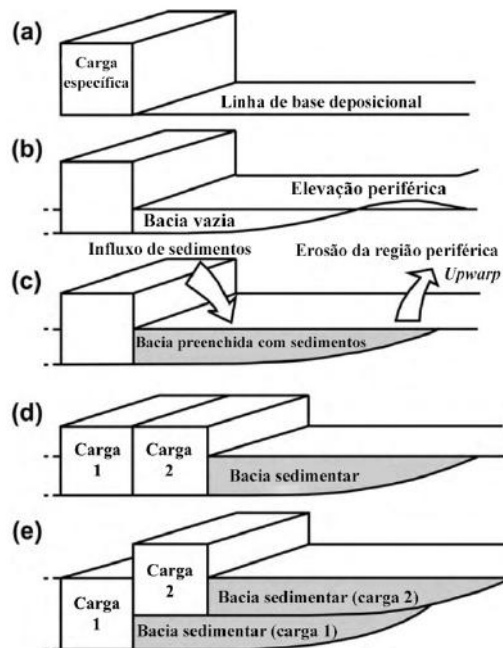 (a)
Carga
específica
Linha de base deposicional
(b)
Elevação periférica
Bacia vazia
Influxo de sedimentos
Erosão da região periférica
Upwarp
(c)
Bacia preenchida com sedimentos
(d)
Carga
1
Carga
2
Bacia sedimentar
(e)
Carga
2
Bacia sedimentar (carga 2)
Carga
1
Bacia sedimentar (carga 1)